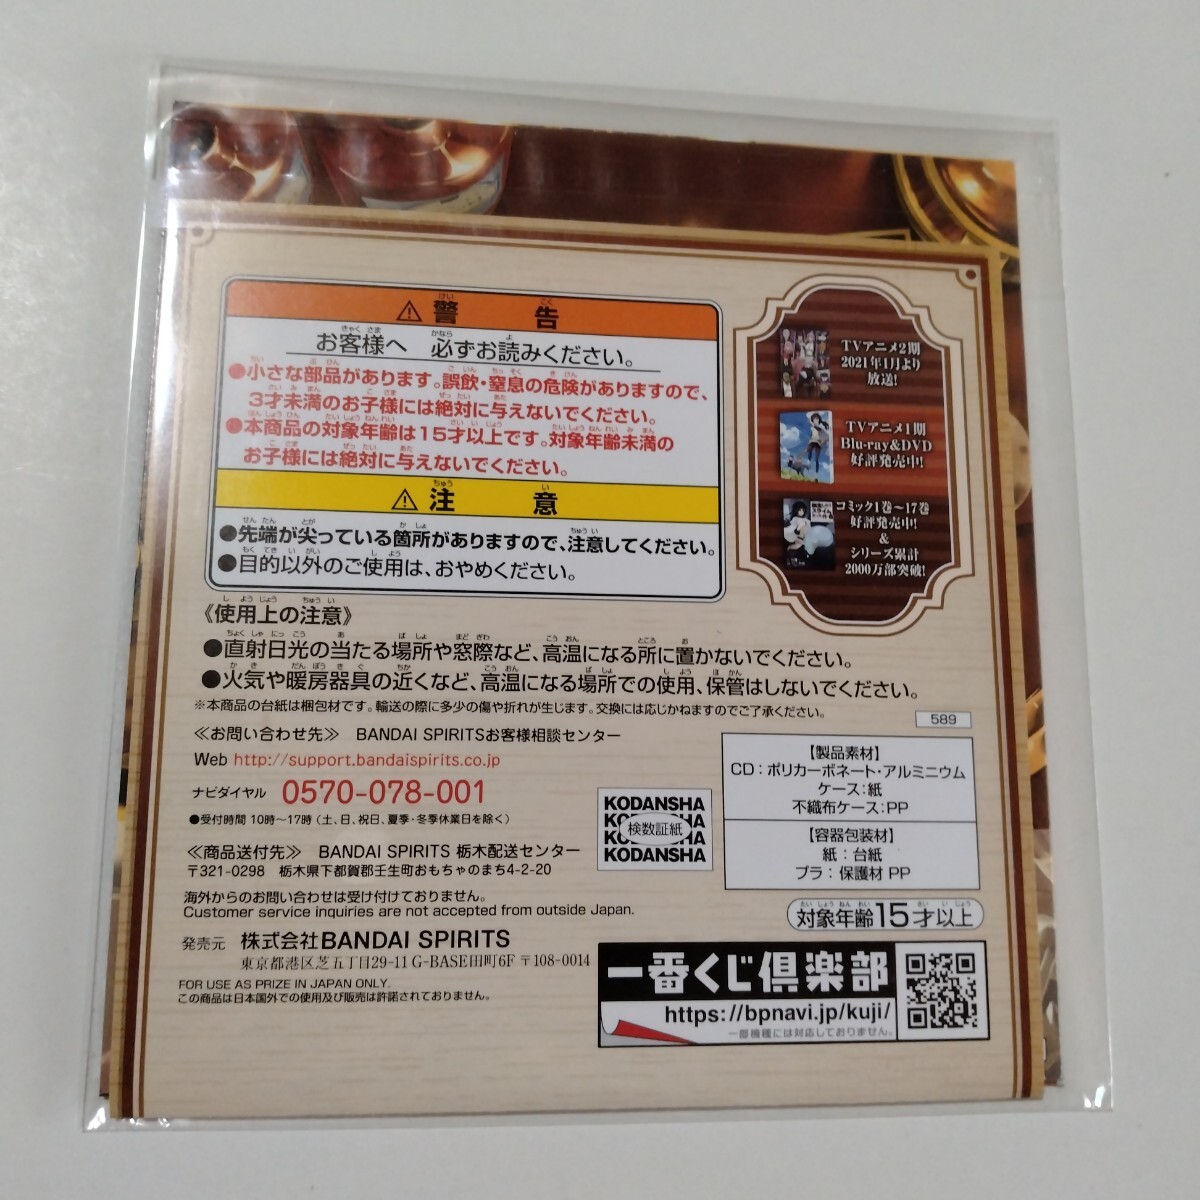 ⚠警告
お客様へ 必ずお読みください。
●小さな部品があります。誤飲・窒息の危険がありますので、
3才未満のお子様には絶対に与えないでください。
●本商品の対象年齢は15才以上です。対象年齢未満の
お子様には絶対に与えないでください。
⚠注意
●先端が尖っている箇所がありますので、注意してください。
●目的以外のご使用は、おやめください。
TVアニメ2期
2021年1月より
放送!
TVアニメ1期
Blu-ray&DVD
好評発売中!
コミック1巻〜17巻
好評発売中!
&
シリーズ累計
2000万部突破!
《使用上の注意》
●直射日光の当たる場所や窓際など、高温になる所に置かないでください。
●火気や暖房器具の近くなど、高温になる場所での使用、保管はしないでください。
※本商品の台紙は梱包材です。輸送の際に多少の傷や折れが生じます。交換には応じかねますのでご了承ください。
589
≪お問い合わせ先≫ BANDAI SPIRITSお客様相談センター
Web http://support.bandaispirits.co.jp
ナビダイヤル 0570-078-001
●受付時間 10時〜17時(土、日、祝日、夏季・冬季休業日を除く)
≪商品送付先≫ BANDAI SPIRITS 栃木配送センター
〒321-0298 栃木県下都賀郡壬生町おもちゃのまち4-2-20
海外からのお問い合わせは受け付けておりません。
Customer service inquiries are not accepted from outside Japan.
発売元 株式会社BANDAI SPIRITS
東京都港区芝五丁目29-11 G-BASE田町6F 〒108-0014
FOR USE AS PRIZE IN JAPAN ONLY.
この商品は日本国外での使用及び販売は許諾されておりません。
KODANSHA
検数証紙
KODANSHA
【製品素材】
CD:ポリカーボネート・アルミニウム
ケース:紙
不織布ケース:PP
【容器包装材】
紙:台紙
プラ:保護材 PP
対象年齢15才以上
一番くじ倶楽部
https://bpnavi.jp/kuji/
一部機種には対応しておりません。